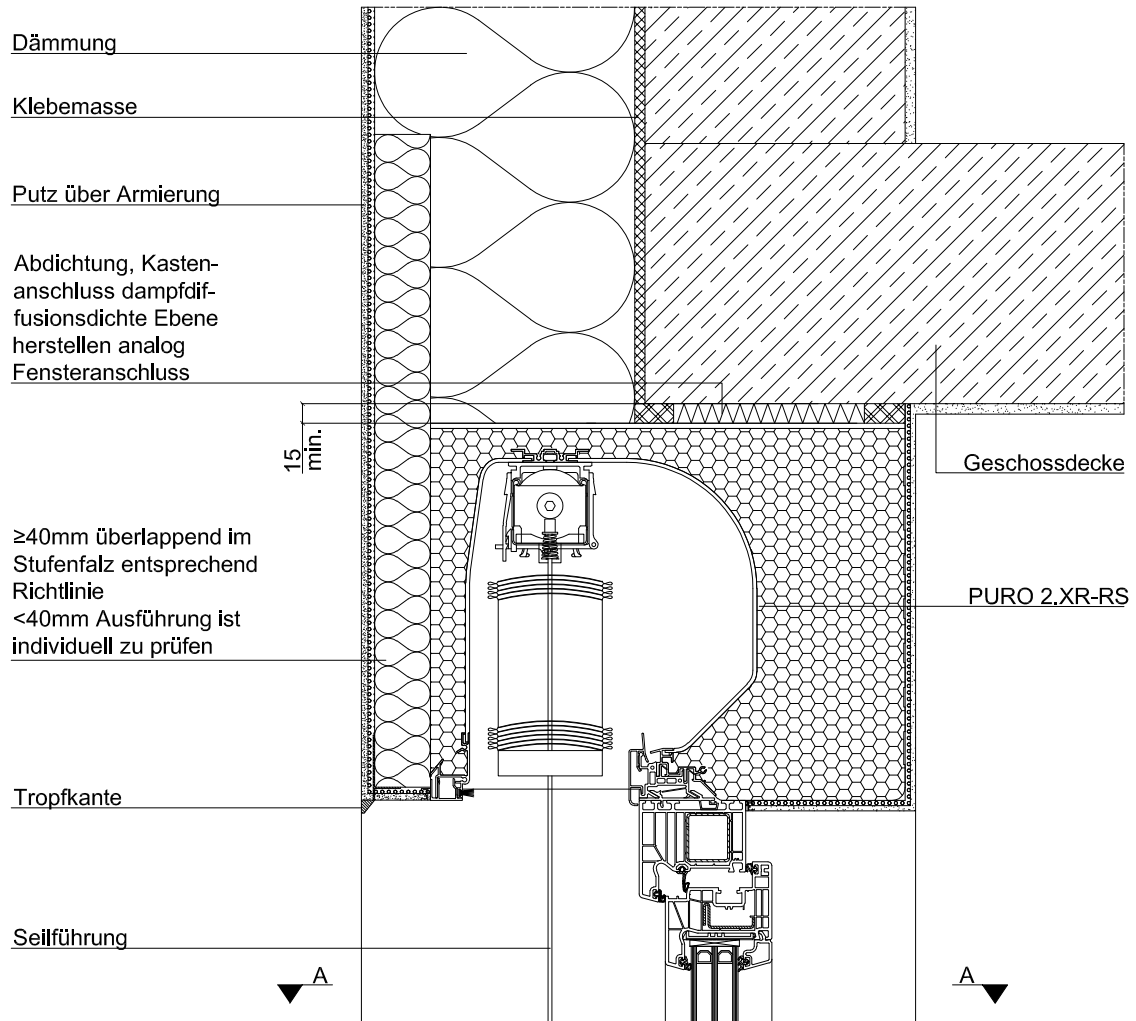 Dämmung
Klebemasse
Putz über Armierung
Abdichtung, Kasten-
anschluss dampfdif-
fusionsdichte Ebene
herstellen analog
Fensteranschluss
15
min.
Geschossdecke
≥40mm überlappend im
Stufenfalz entsprechend
Richtlinie
<40mm Ausführung ist
individuell zu prüfen
PURO 2.XR-RS
Tropfkante
Seilführung
A
A